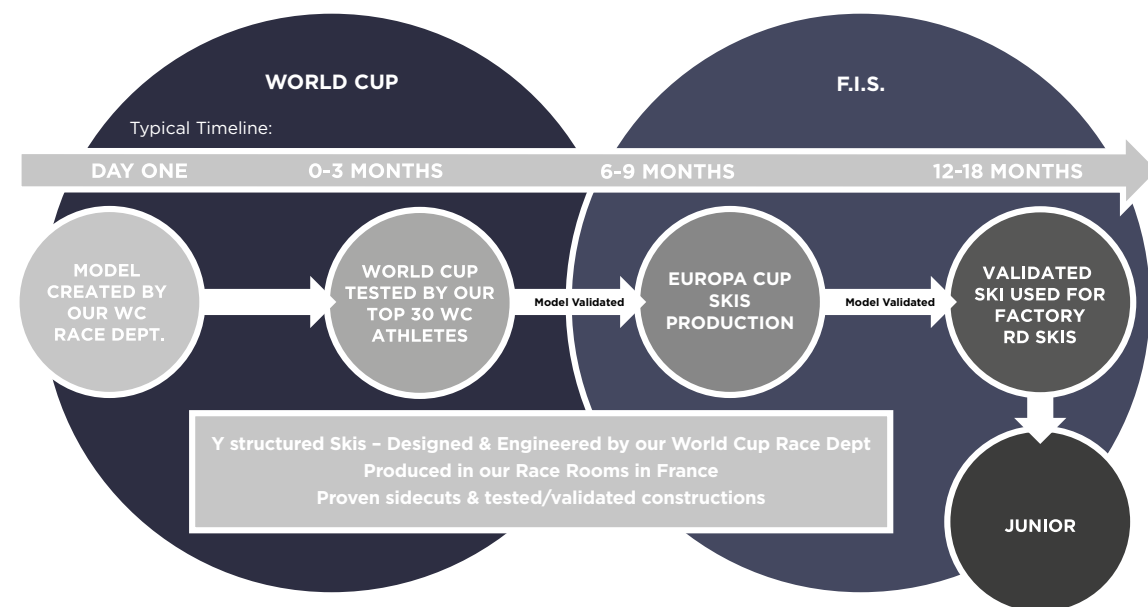 WORLD CUP
F.I.S.
Typical Timeline:
DAY ONE
0-3 MONTHS
6-9 MONTHS
12-18 MONTHS
MODEL
CREATED BY
OUR WC
RACE DEPT.
WORLD CUP
TESTED BY OUR
TOP 30 WC
ATHLETES
Model Validated
EUROPA CUP
SKIS
PRODUCTION
Model Validated
VALIDATED
SKI USED FOR
FACTORY
RD SKIS
Y structured Skis – Designed & Engineered by our World Cup Race Dept
Produced in our Race Rooms in France
Proven sidecuts & tested/validated constructions
JUNIOR